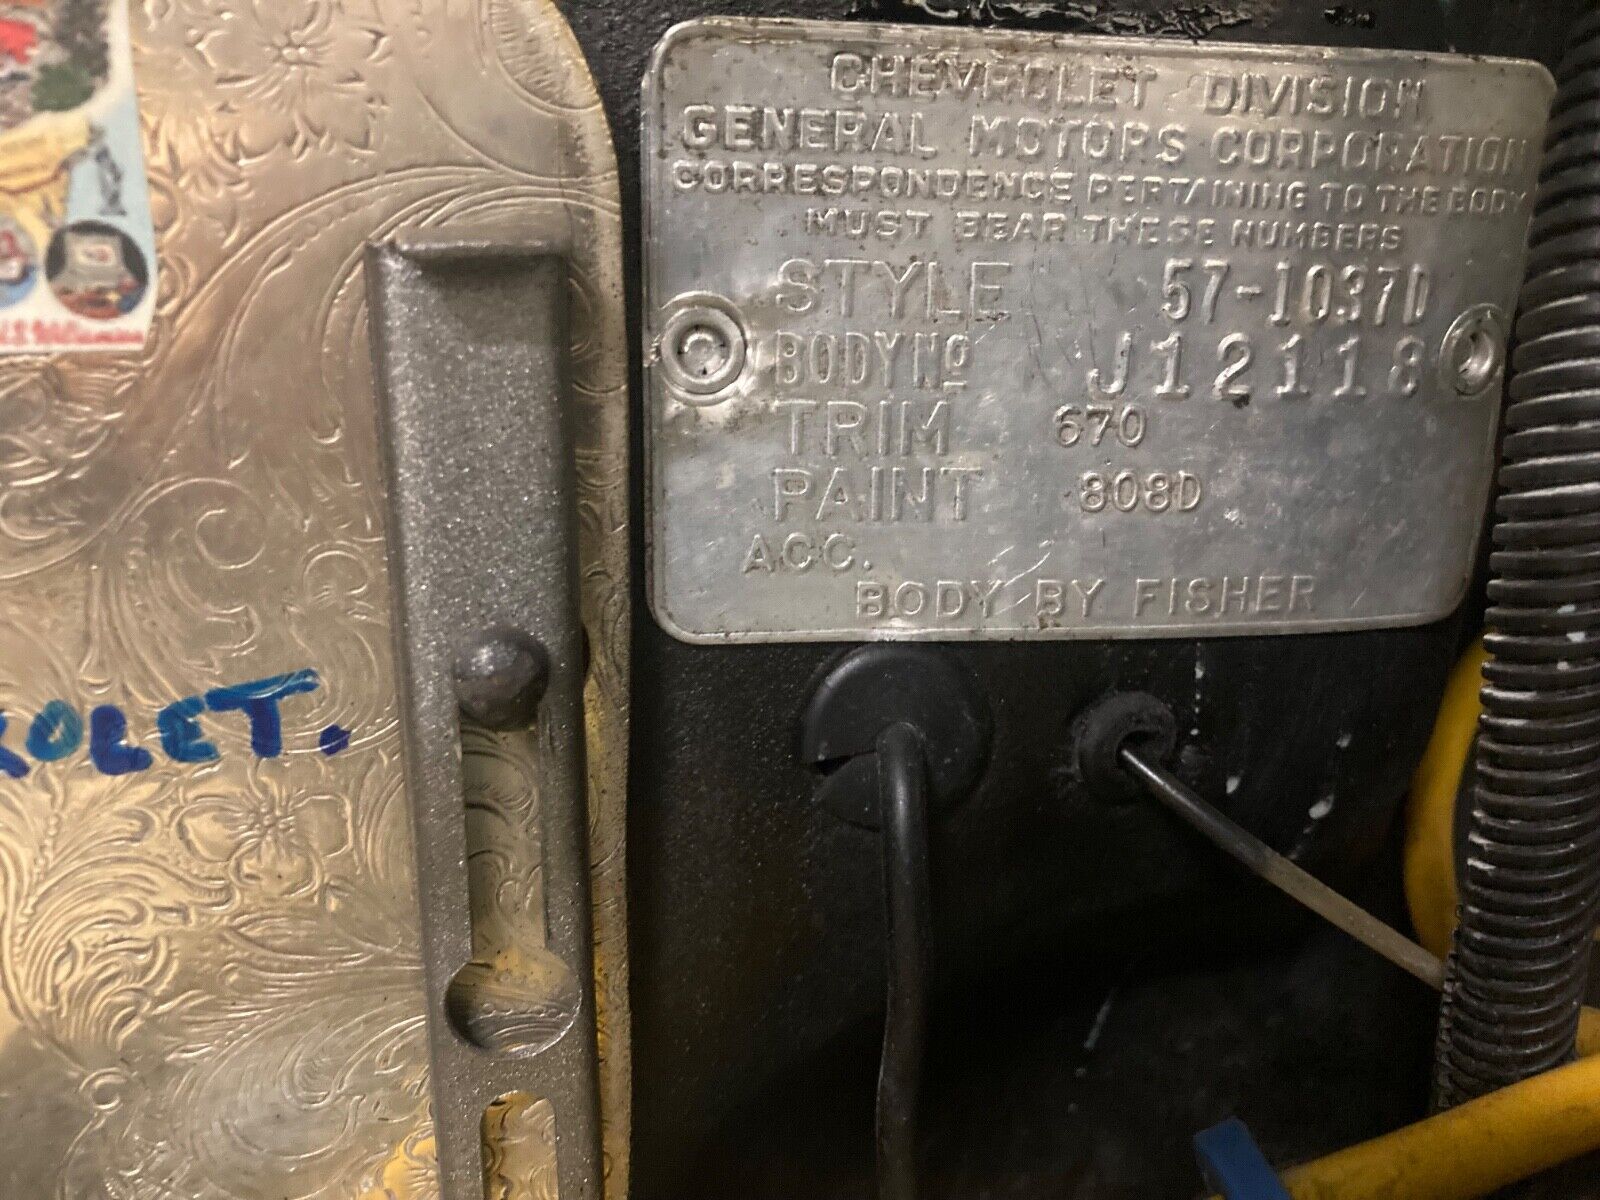 CHEVROLET DIVISION
GENERAL MOTORS CORPORATION
CORRESPONDENCE PERTAINING TO THE BODY
MUST BEAR THESE NUMBERS
STYLE 57-1037D
BODY Nº J12118
TRIM 670
PAINT 808D
ACC.
BODY BY FISHER
ROLET.